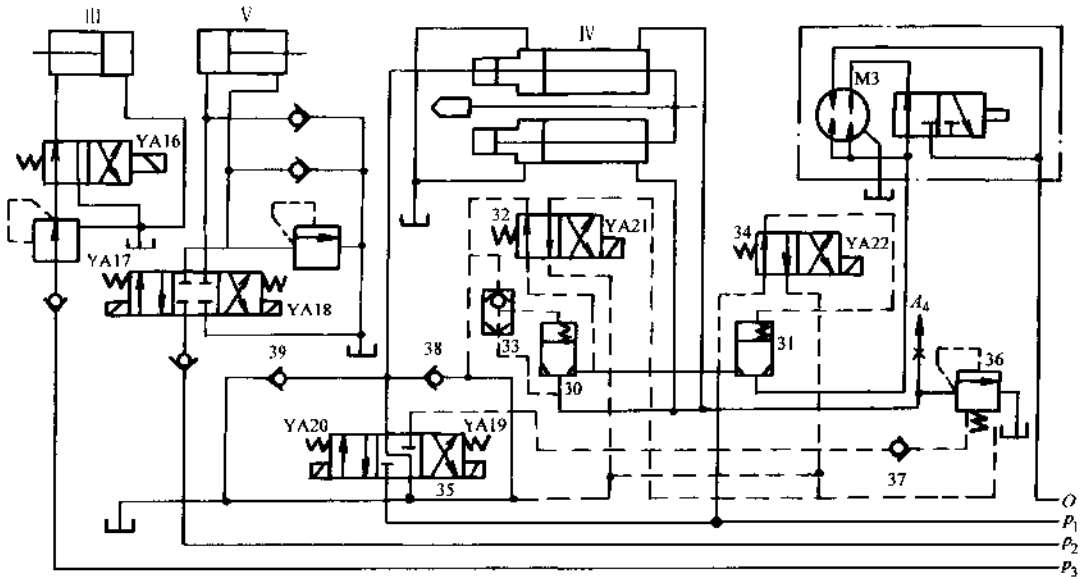 III
V
IV
M3
YA16
32
YA21
34
YA22
YA17
YA18
A₄
33
31
36
39
38
30
YA20
YA19
35
37
O
p₁
p₂
p₃